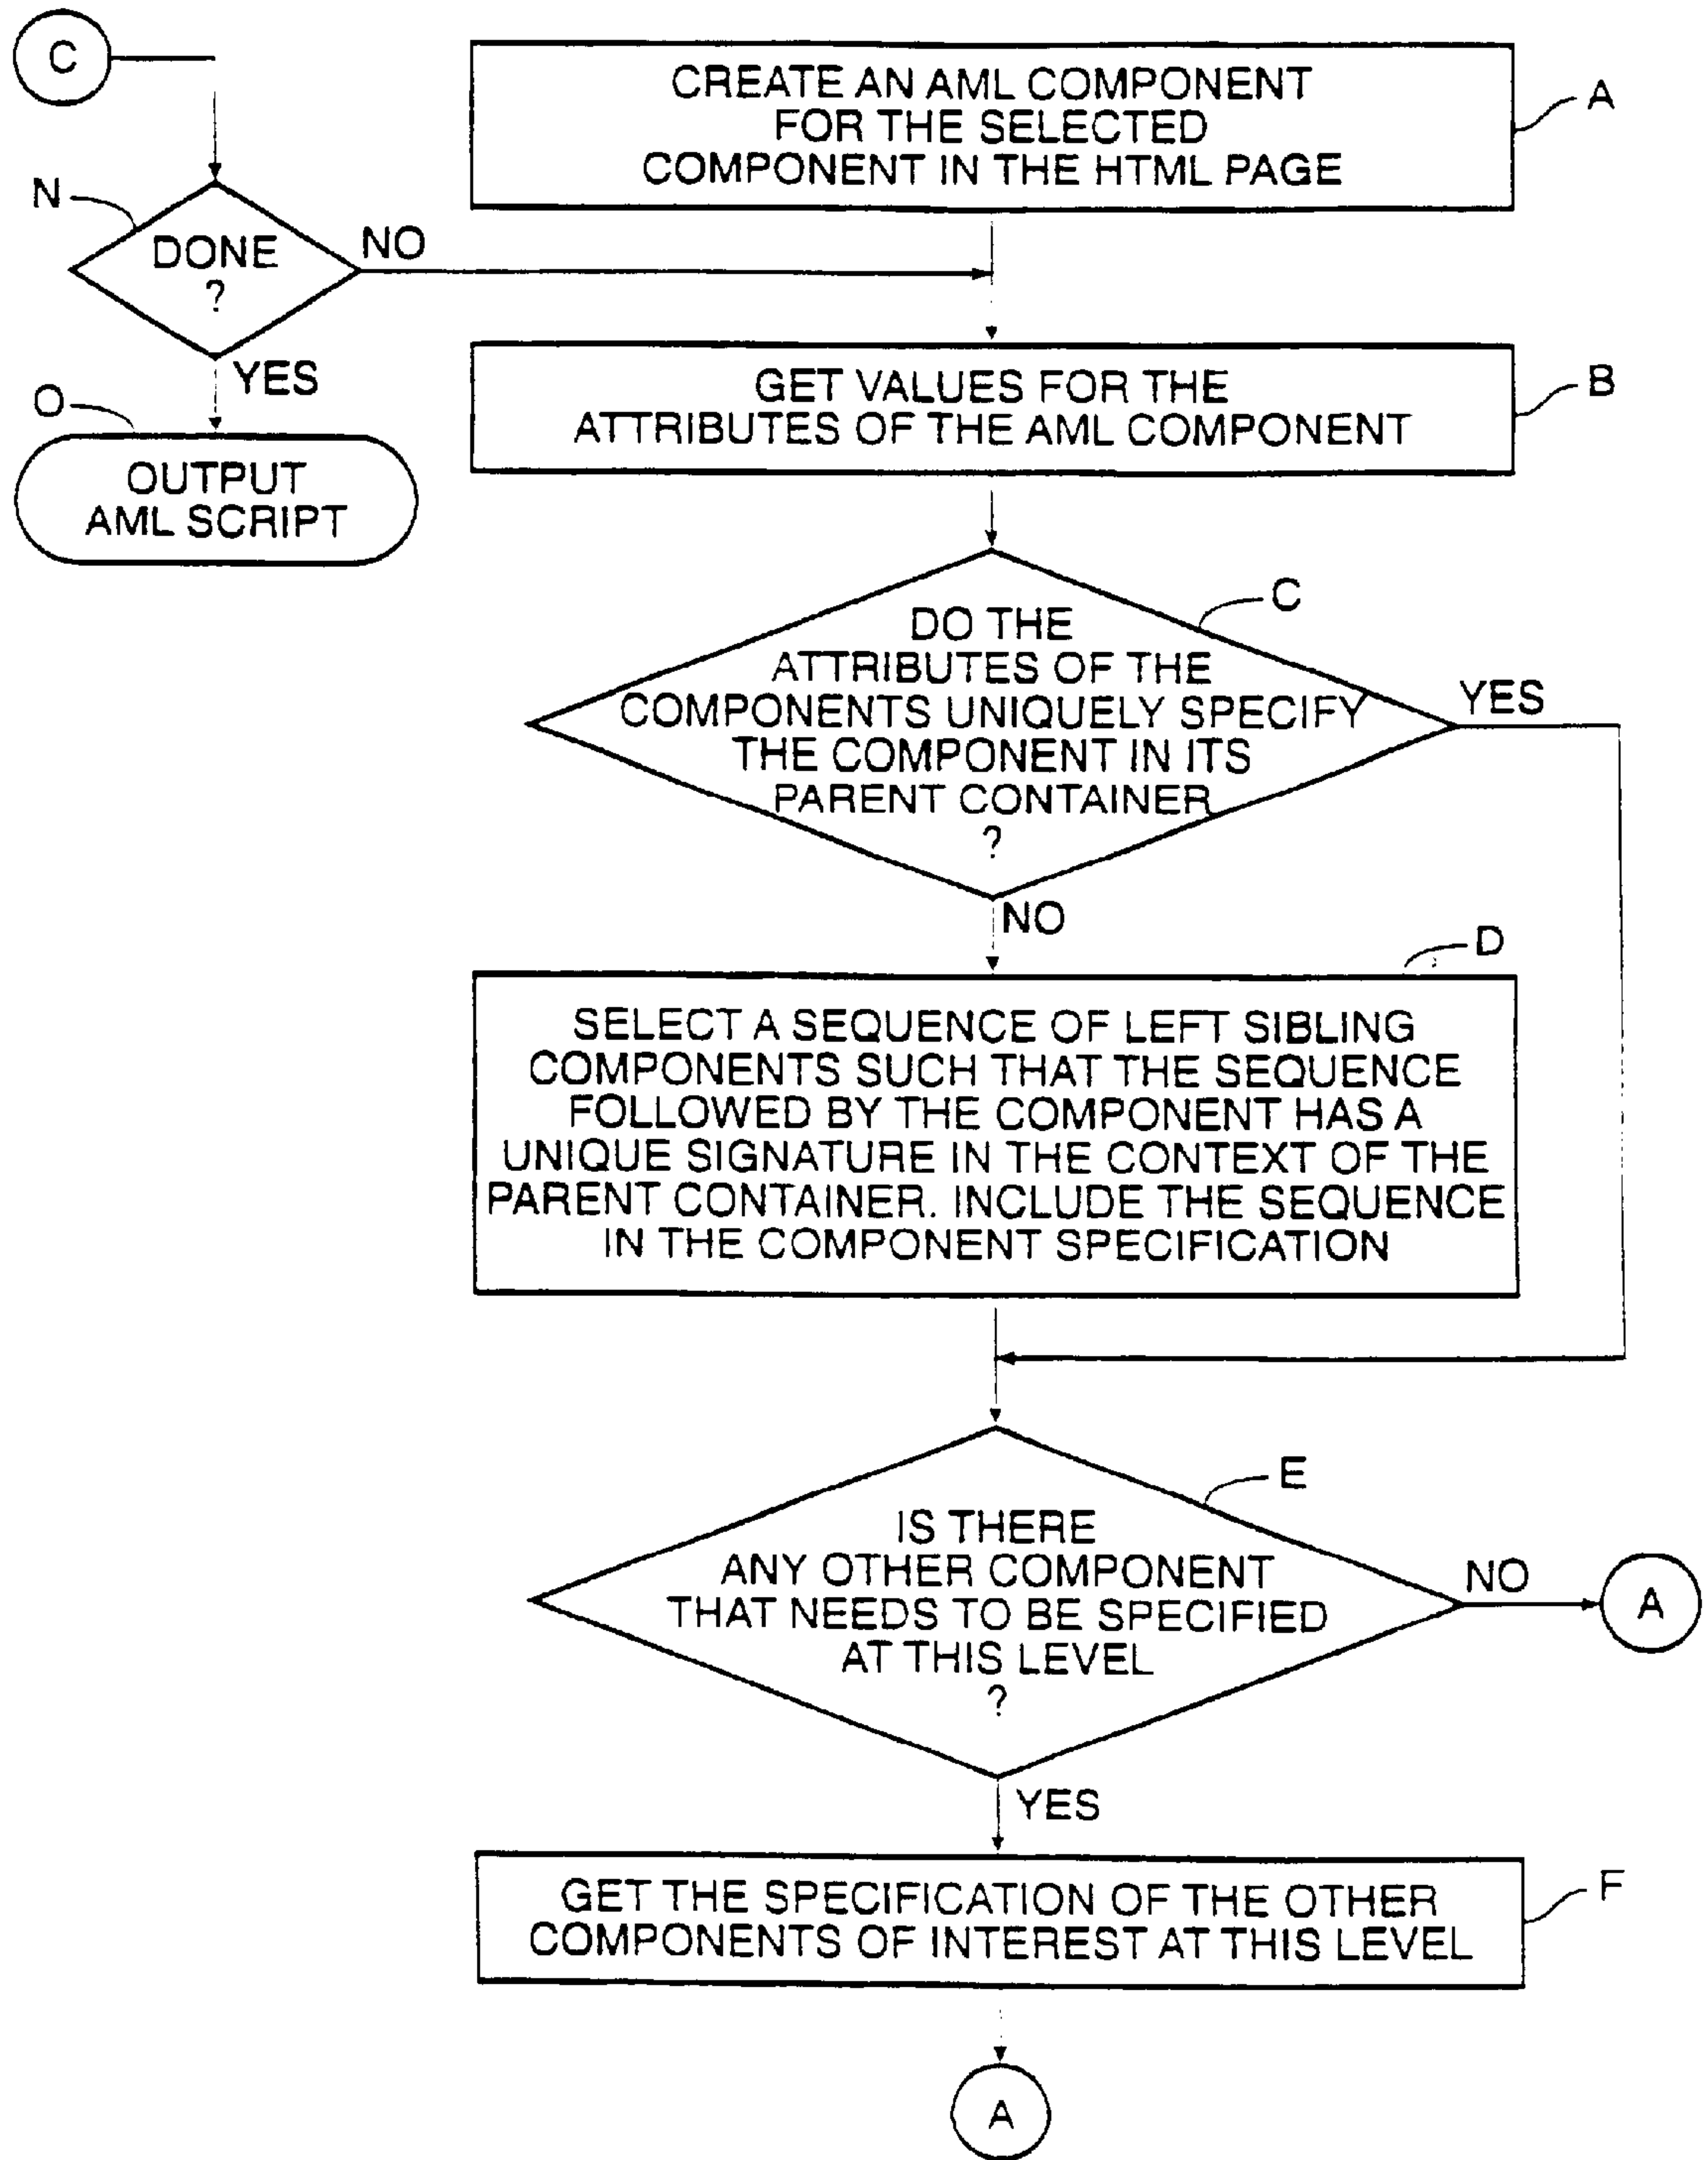 C
CREATE AN AML COMPONENT
FOR THE SELECTED
COMPONENT IN THE HTML PAGE
A
N
DONE
?
NO
YES
O
OUTPUT
AML SCRIPT
GET VALUES FOR THE
ATTRIBUTES OF THE AML COMPONENT
B
C
DO THE
ATTRIBUTES OF THE
COMPONENTS UNIQUELY SPECIFY
THE COMPONENT IN ITS
PARENT CONTAINER
?
YES
NO
D
SELECT A SEQUENCE OF LEFT SIBLING
COMPONENTS SUCH THAT THE SEQUENCE
FOLLOWED BY THE COMPONENT HAS A
UNIQUE SIGNATURE IN THE CONTEXT OF THE
PARENT CONTAINER. INCLUDE THE SEQUENCE
IN THE COMPONENT SPECIFICATION
E
IS THERE
ANY OTHER COMPONENT
THAT NEEDS TO BE SPECIFIED
AT THIS LEVEL
?
NO
A
YES
GET THE SPECIFICATION OF THE OTHER
COMPONENTS OF INTEREST AT THIS LEVEL
F
A